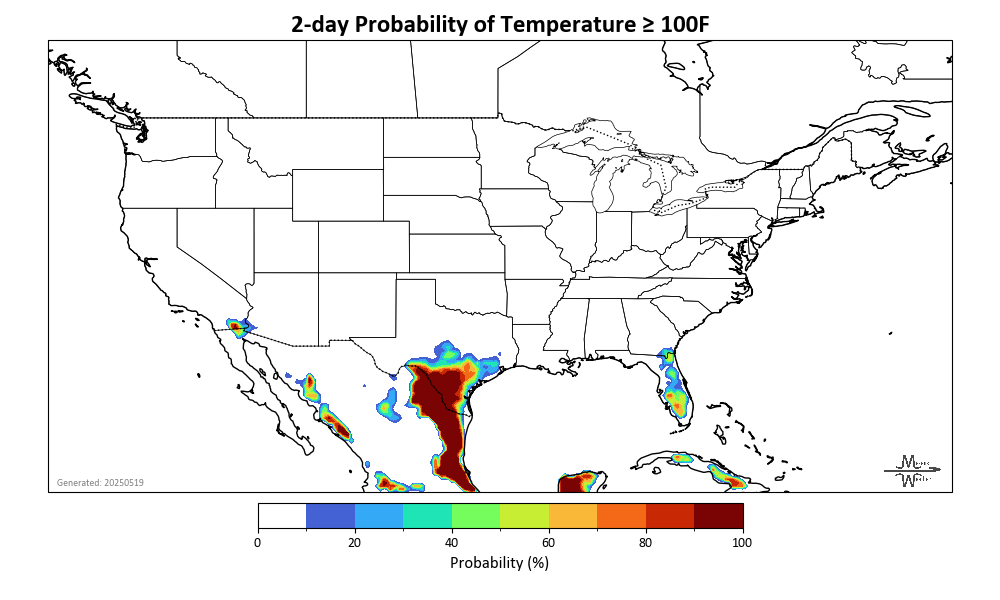 2-day Probability of Temperature ≥ 100F
Generated: 20250519
0 20 40 60 80 100
Probability (%)